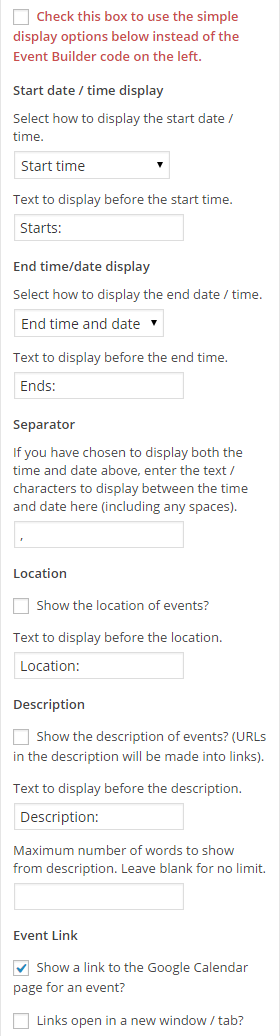 Check this box to use the simple
display options below instead of the
Event Builder code on the left.
Start date / time display
Select how to display the start date /
time.
Start time
Text to display before the start time.
Starts:
End time/date display
Select how to display the end date / time.
End time and date
Text to display before the end time.
Ends:
Separator
If you have chosen to display both the
time and date above, enter the text /
characters to display between the time
and date here (including any spaces).
,
Location
Show the location of events?
Text to display before the location.
Location:
Description
Show the description of events? (URLs
in the description will be made into links).
Text to display before the description.
Description:
Maximum number of words to show
from description. Leave blank for no limit.
Event Link
Show a link to the Google Calendar
page for an event?
Links open in a new window / tab?